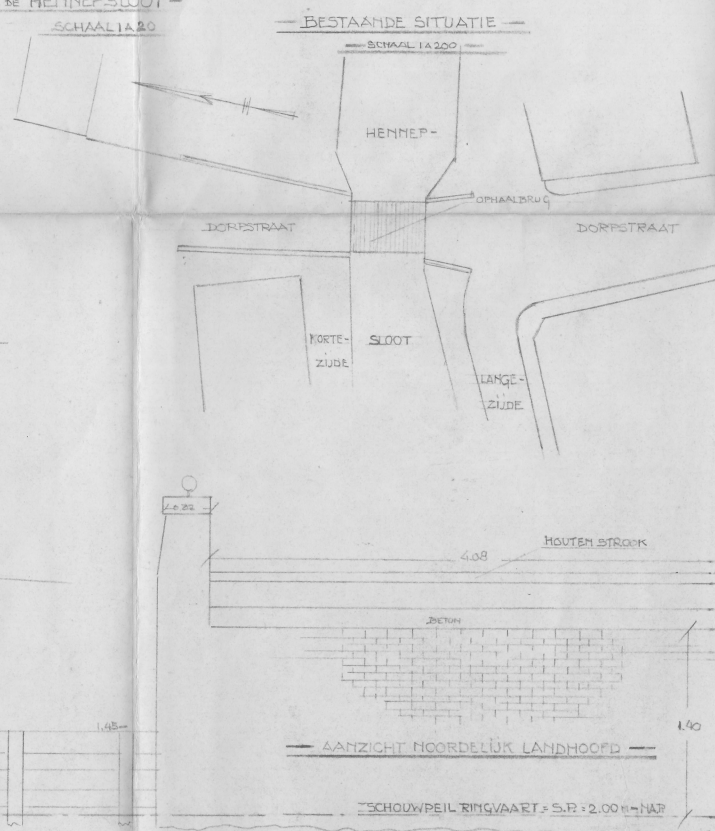 DE HENNEPSLOOT -
SCHAAL 1 A 20
BESTAANDE SITUATIE
SCHAAL 1 A 200
HENNEP-
OPHAALBRUG
DORPSTRAAT
DORPSTRAAT
KORTE-
ZIJDE
SLOOT
LANGE-
ZIJDE
4.08
HOUTEN STROOK
BETON
1.45
1.40
AANZICHT NOORDELIJK LANDHOOFD
SCHOUWPEIL RINGVAART = S.P. = 2.00 M - NAP